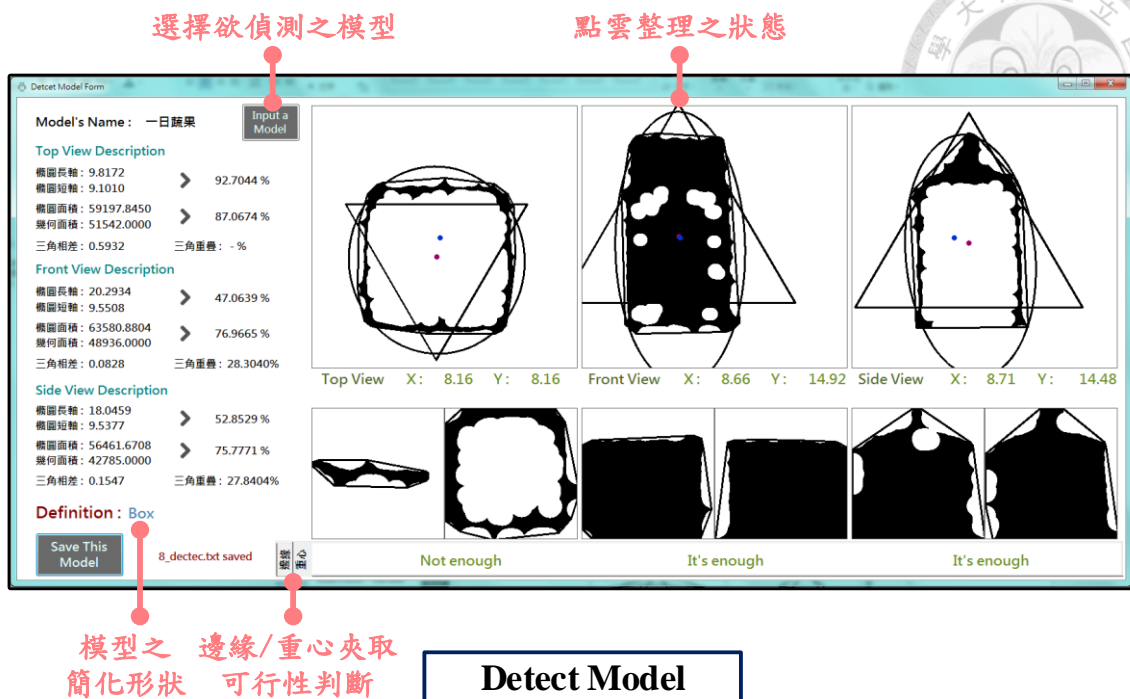 選擇欲偵測之模型
點雲整理之狀態
學 大 立
Detcet Model Form
Model's Name : 一日蔬果
Input a
Model
Top View Description
橢圓長軸 : 9.8172
橢圓短軸 : 9.1010
92.7044 %
橢圓面積 : 59197.8450
幾何面積 : 51542.0000
87.0674 %
三角相差 : 0.5932 三角重疊 : - %
Front View Description
橢圓長軸 : 20.2934
橢圓短軸 : 9.5508
47.0639 %
橢圓面積 : 63580.8804
幾何面積 : 48936.0000
76.9665 %
三角相差 : 0.0828 三角重疊 : 28.3040%
Side View Description
橢圓長軸 : 18.0459
橢圓短軸 : 9.5377
52.8529 %
橢圓面積 : 56461.6708
幾何面積 : 42785.0000
75.7771 %
三角相差 : 0.1547 三角重疊 : 27.8404%
Definition : Box
Save This
Model
8_dectec.txt saved
邊緣
重心
Top View X : 8.16 Y : 8.16
Front View X : 8.66 Y : 14.92
Side View X : 8.71 Y : 14.48
Not enough
It's enough
It's enough
模型之
簡化形狀
邊緣/重心夾取
可行性判斷
Detect Model